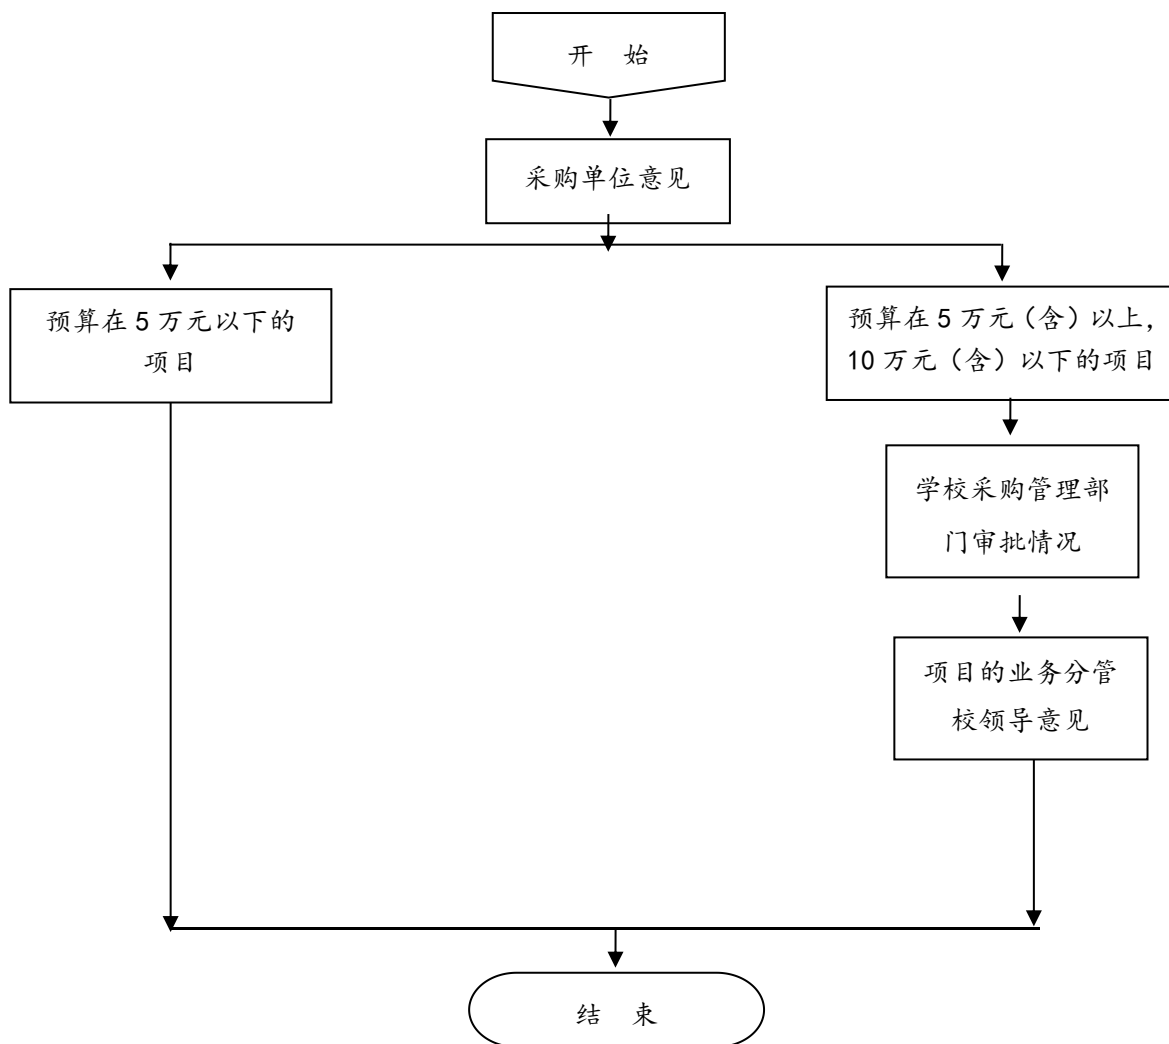 开 始
采购单位意见
预算在 5 万元以下的
项目
预算在 5 万元（含）以上，
10 万元（含）以下的项目
学校采购管理部
门审批情况
项目的业务分管
校领导意见
结 束